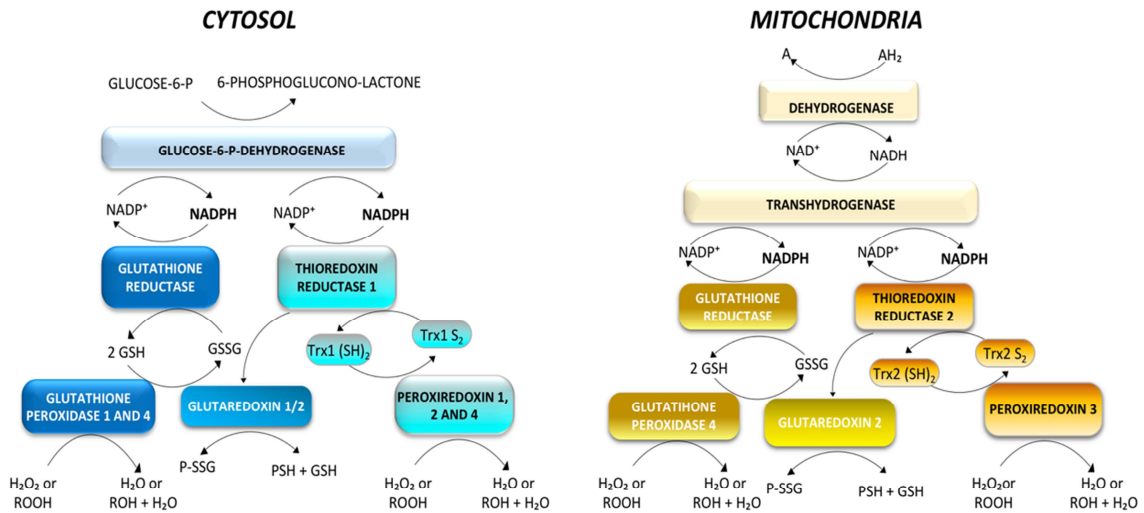 CYTOSOL
GLUCOSE-6-P
6-PHOSPHOGLUCONO-LACTONE
GLUCOSE-6-P-DEHYDROGENASE
NADP⁺
NADPH
NADP⁺
NADPH
GLUTATHIONE
REDUCTASE
THIOREDOXIN
REDUCTASE 1
2 GSH
GSSG
Trx1 (SH)₂
Trx1 S₂
GLUTATHIONE
PEROXIDASE 1 AND 4
GLUTAREDOXIN 1/2
PEROXIREDOXIN 1,
2 AND 4
H₂O₂ or
ROOH
H₂O or
ROH + H₂O
P-SSG
PSH + GSH
H₂O₂ or
ROOH
H₂O or
ROH + H₂O
MITOCHONDRIA
A
AH₂
DEHYDROGENASE
NAD⁺
NADH
TRANSHYDROGENASE
NADP⁺
NADPH
NADP⁺
NADPH
GLUTATHIONE
REDUCTASE
THIOREDOXIN
REDUCTASE 2
2 GSH
GSSG
Trx2 (SH)₂
Trx2 S₂
GLUTATIHONE
PEROXIDASE 4
GLUTAREDOXIN 2
PEROXIREDOXIN 3
H₂O₂ or
ROOH
H₂O or
ROH + H₂O
P-SSG
PSH + GSH
H₂O₂or
ROOH
H₂O or
ROH + H₂O